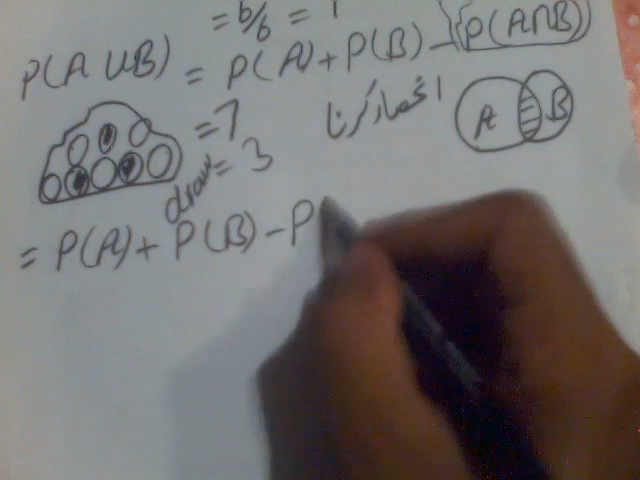 = 6/6 = 1
P(A ∪ B) = P(A) + P(B) - P(A∩B)
= 7
انحصار کرنا
A B
draw = 3
= P(A) + P(B) - P